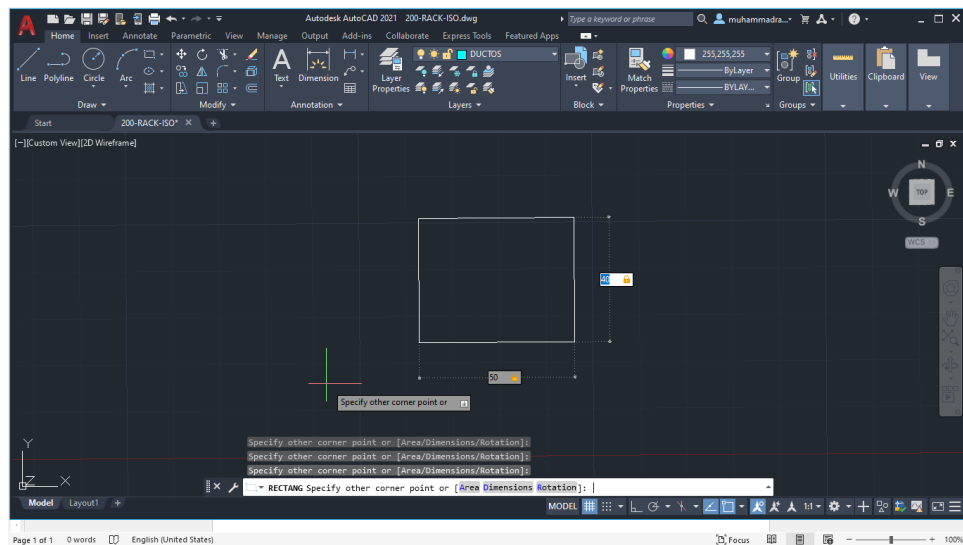 Autodesk AutoCAD 2021 200-RACK-ISO.dwg
Type a keyword or phrase
muhammadra...
Home Insert Annotate Parametric View Manage Output Add-ins Collaborate Express Tools Featured Apps
DUCTOS
255,255,255
ByLayer
BYLAY...
Line Polyline Circle Arc
Text Dimension
Layer Properties
Insert
Match Properties
Group
Utilities
Clipboard
View
Draw Modify Annotation Layers Block Properties Groups
Start 200-RACK-ISO* +
[−][Custom View][2D Wireframe]
N
W TOP E
S
WCS
40
50
Specify other corner point or
Y
Z X
Specify other corner point or [Area/Dimensions/Rotation]:
Specify other corner point or [Area/Dimensions/Rotation]:
Specify other corner point or [Area/Dimensions/Rotation]:
RECTANG Specify other corner point or [Area Dimensions Rotation]:
Model Layout1 +
MODEL 1:1
Page 1 of 1 0 words English (United States) Focus 100%